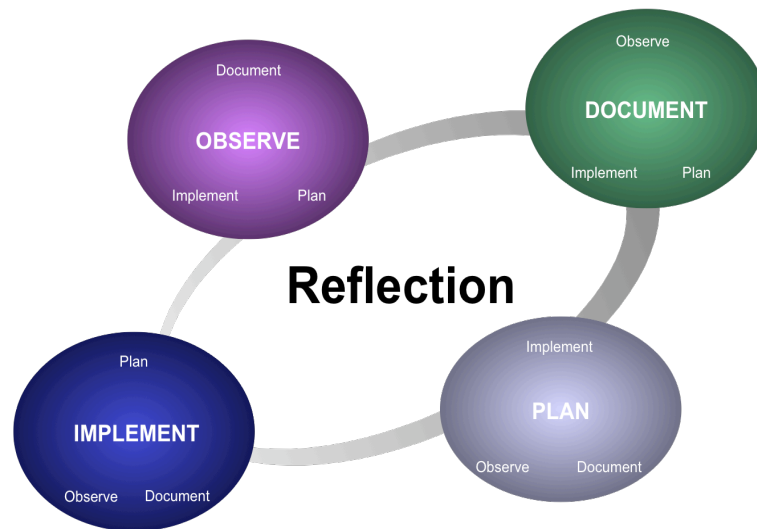 Document
OBSERVE
Implement Plan
Observe
DOCUMENT
Implement Plan
Reflection
Plan
IMPLEMENT
Observe Document
Implement
PLAN
Observe Document